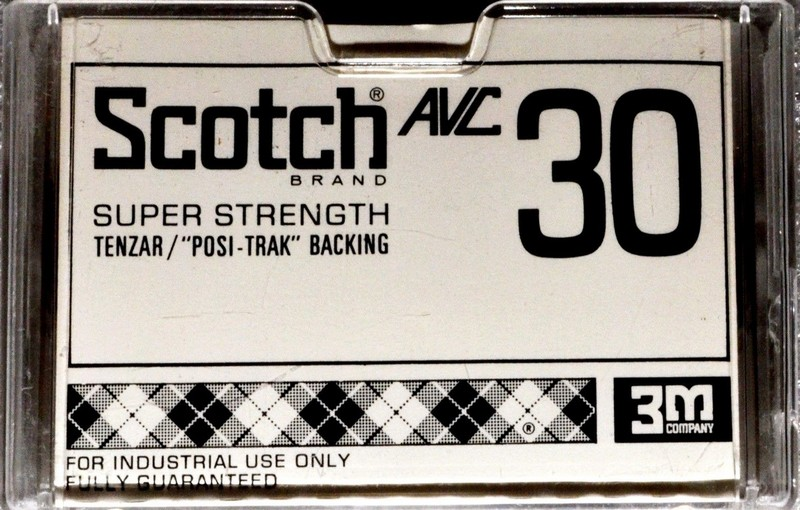 Scotch® AVC 30
BRAND
SUPER STRENGTH
TENZAR/"POSI-TRAK" BACKING
®
3M
COMPANY
FOR INDUSTRIAL USE ONLY
FULLY GUARANTEED